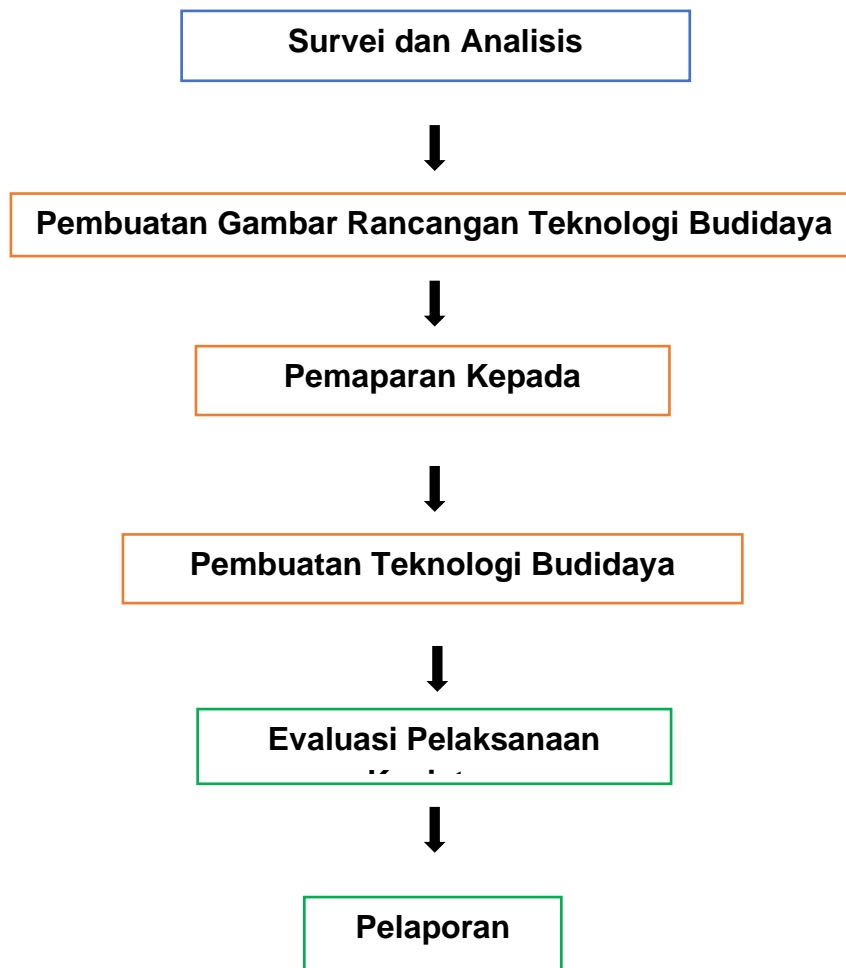 Survei dan Analisis
Pembuatan Gambar Rancangan Teknologi Budidaya
Pemaparan Kepada
Pembuatan Teknologi Budidaya
Evaluasi Pelaksanaan
Pelaporan